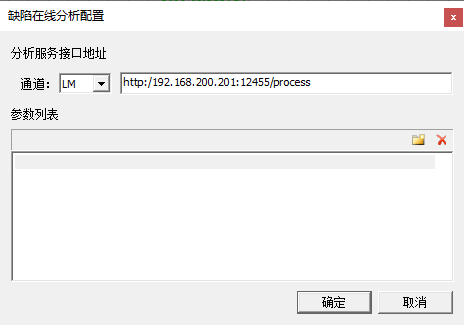 缺陷在线分析配置
分析服务接口地址
通道: LM http:/192.168.200.201:12455/process
参数列表
确定 取消